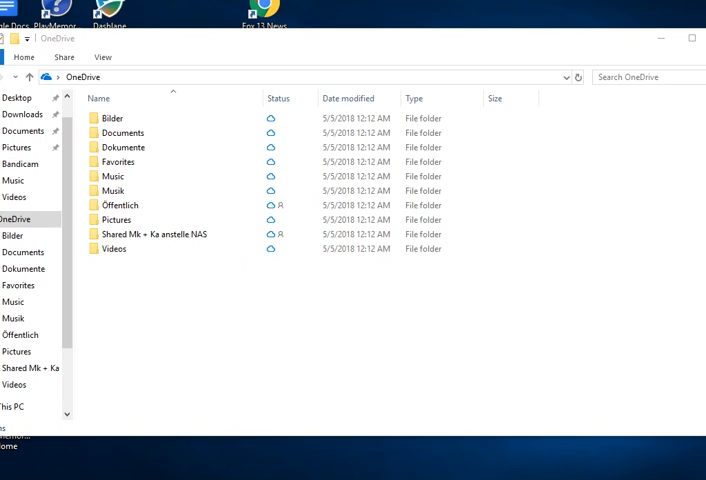 gle Docs PlayMemor... Dashlane Fox 13 News
OneDrive
Home Share View
OneDrive Search OneDrive
Name Status Date modified Type Size
Desktop
Downloads
Documents
Pictures
Bandicam
Music
Videos
OneDrive
Bilder
Documents
Dokumente
Favorites
Music
Musik
Öffentlich
Pictures
Shared Mk + Ka
Videos
This PC
Bilder 5/5/2018 12:12 AM File folder
Documents 5/5/2018 12:12 AM File folder
Dokumente 5/5/2018 12:12 AM File folder
Favorites 5/5/2018 12:12 AM File folder
Music 5/5/2018 12:12 AM File folder
Musik 5/5/2018 12:12 AM File folder
Öffentlich 5/5/2018 12:12 AM File folder
Pictures 5/5/2018 12:12 AM File folder
Shared Mk + Ka anstelle NAS 5/5/2018 12:12 AM File folder
Videos 5/5/2018 12:12 AM File folder
ome